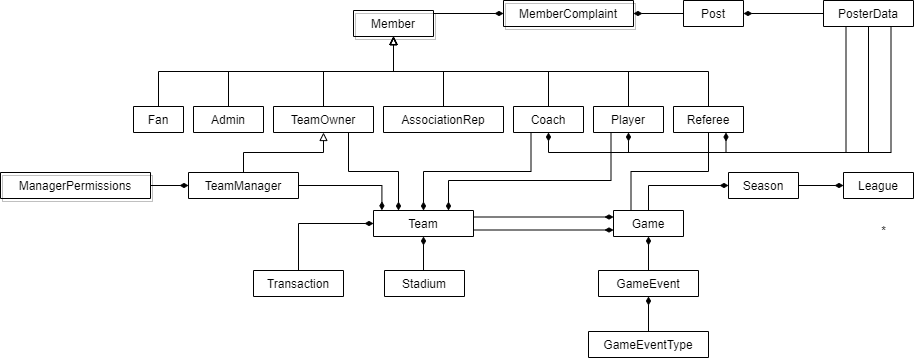 Member
MemberComplaint
Post
PosterData
Fan
Admin
TeamOwner
AssociationRep
Coach
Player
Referee
ManagerPermissions
TeamManager
Season
League
Team
Game
*
Transaction
Stadium
GameEvent
GameEventType